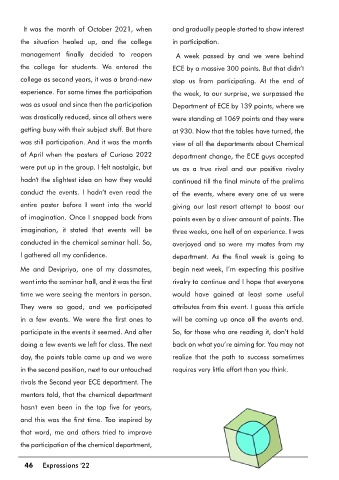 It was the month of October 2021, when
the situation healed up, and the college
management finally decided to reopen
the college for students. We entered the
college as second years, it was a brand-new
experience. For some times the participation
was as usual and since then the participation
was drastically reduced, since all others were
getting busy with their subject stuff. But there
was still participation. And it was the month
of April when the posters of Curioso 2022
were put up in the group. I felt nostalgic, but
hadn't the slightest idea on how they would
conduct the events. I hadn't even read the
entire poster before I went into the world
of imagination. Once I snapped back from
imagination, it stated that events will be
conducted in the chemical seminar hall. So,
I gathered all my confidence.
Me and Devipriya, one of my classmates,
went into the seminar hall, and it was the first
time we were seeing the mentors in person.
They were so good, and we participated
in a few events. We were the first ones to
participate in the events it seemed. And after
doing a few events we left for class. The next
day, the points table came up and we were
in the second position, next to our untouched
rivals the Second year ECE department. The
mentors told, that the chemical department
hasn't even been in the top five for years,
and this was the first time. Too inspired by
that word, me and others tried to improve
the participation of the chemical department,
and gradually people started to show interest
in participation.
A week passed by and we were behind
ECE by a massive 300 points. But that didn't
stop us from participating. At the end of
the week, to our surprise, we surpassed the
Department of ECE by 139 points, where we
were standing at 1069 points and they were
at 930. Now that the tables have turned, the
view of all the departments about Chemical
department change, the ECE guys accepted
us as a true rival and our positive rivalry
continued till the final minute of the prelims
of the events, where every one of us were
giving our last resort attempt to boost our
points even by a sliver amount of points. The
three weeks, one hell of an experience. I was
overjoyed and so were my mates from my
department. As the final week is going to
begin next week, I'm expecting this positive
rivalry to continue and I hope that everyone
would have gained at least some useful
attributes from this event. I guess this article
will be coming up once all the events end.
So, for those who are reading it, don't hold
back on what you're aiming for. You may not
realize that the path to success sometimes
requires very little effort than you think.
46 Expressions '22